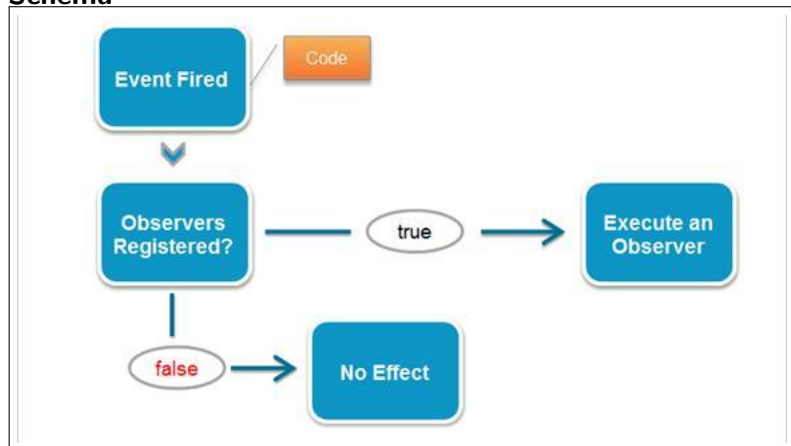 Schema
Event Fired
Code
Observers
Registered?
true
Execute an
Observer
false
No Effect